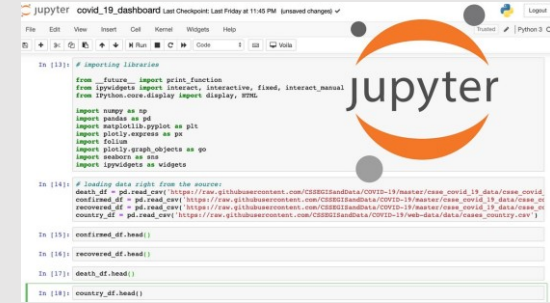 jupyter covid_19_dashboard Last Checkpoint: Last Friday at 11:45 PM (unsaved changes)
Logout
File Edit View Insert Cell Kernel Widgets Help
Trusted Python 3
Run Code Voila
jupyter
In [13]: # importing libraries
from __future__ import print_function
from ipywidgets import interact, interactive, fixed, interact_manual
from IPython.core.display import display, HTML
import numpy as np
import pandas as pd
import matplotlib.pyplot as plt
import plotly.express as px
import folium
import plotly.graph_objects as go
import seaborn as sns
import ipywidgets as widgets
In [14]: # loading data right from the source:
death_df = pd.read_csv('https://raw.githubusercontent.com/CSSEGISandData/COVID-19/master/csse_covid_19_data/csse_covid_
confirmed_df = pd.read_csv('https://raw.githubusercontent.com/CSSEGISandData/COVID-19/master/csse_covid_19_data/csse_co
recovered_df = pd.read_csv('https://raw.githubusercontent.com/CSSEGISandData/COVID-19/master/csse_covid_19_data/csse_co
country_df = pd.read_csv('https://raw.githubusercontent.com/CSSEGISandData/COVID-19/web-data/data/cases_country.csv')
In [15]: confirmed_df.head()
In [16]: recovered_df.head()
In [17]: death_df.head()
In [18]: country_df.head()